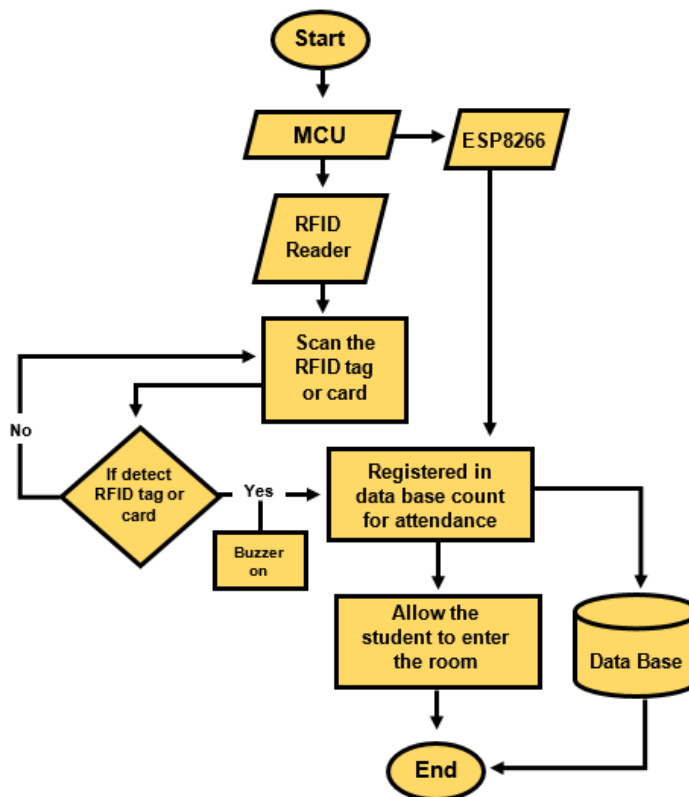 Start
MCU
ESP8266
RFID
Reader
Scan the
RFID tag
or card
No
If detect
RFID tag or
card
Yes
Buzzer
on
Registered in
data base count
for attendance
Allow the
student to enter
the room
Data Base
End